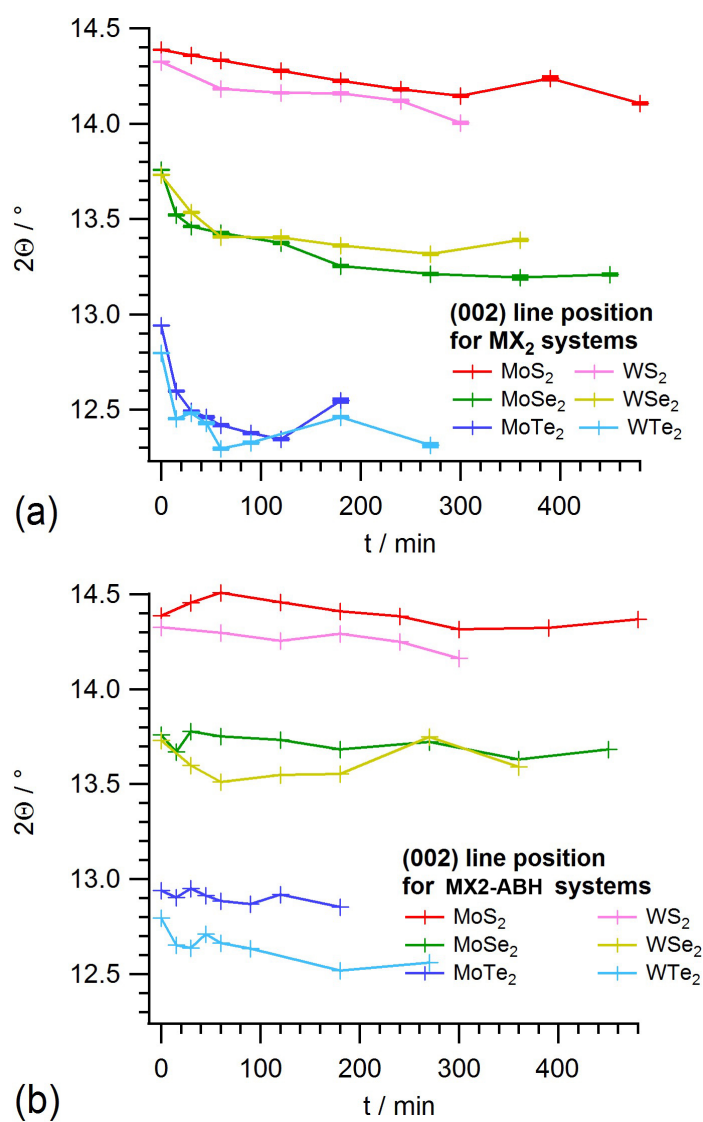 14.5
14.0
13.5
13.0
12.5
2Θ / °
(002) line position
for MX₂ systems
MoS₂ WS₂
MoSe₂ WSe₂
MoTe₂ WTe₂
0 100 200 300 400
t / min
(a)
14.5
14.0
13.5
13.0
12.5
2Θ / °
(002) line position
for MX2-ABH systems
MoS₂ WS₂
MoSe₂ WSe₂
MoTe₂ WTe₂
0 100 200 300 400
t / min
(b)